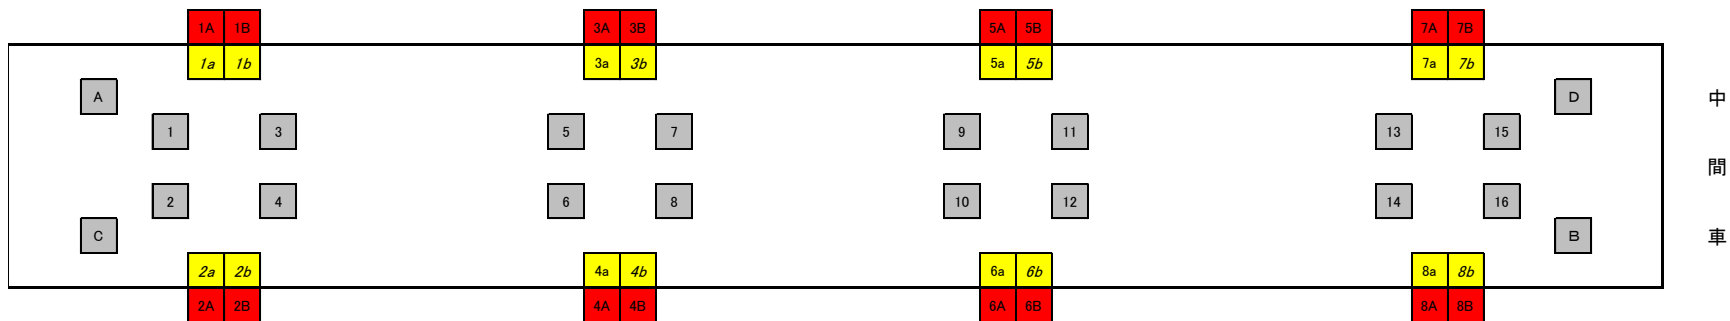 1A 1B 3A 3B 5A 5B 7A 7B
1a 1b 3a 3b 5a 5b 7a 7b
A D
1 3 5 7 9 11 13 15
2 4 6 8 10 12 14 16
C B
2a 2b 4a 4b 6a 6b 8a 8b
2A 2B 4A 4B 6A 6B 8A 8B
中
間
車